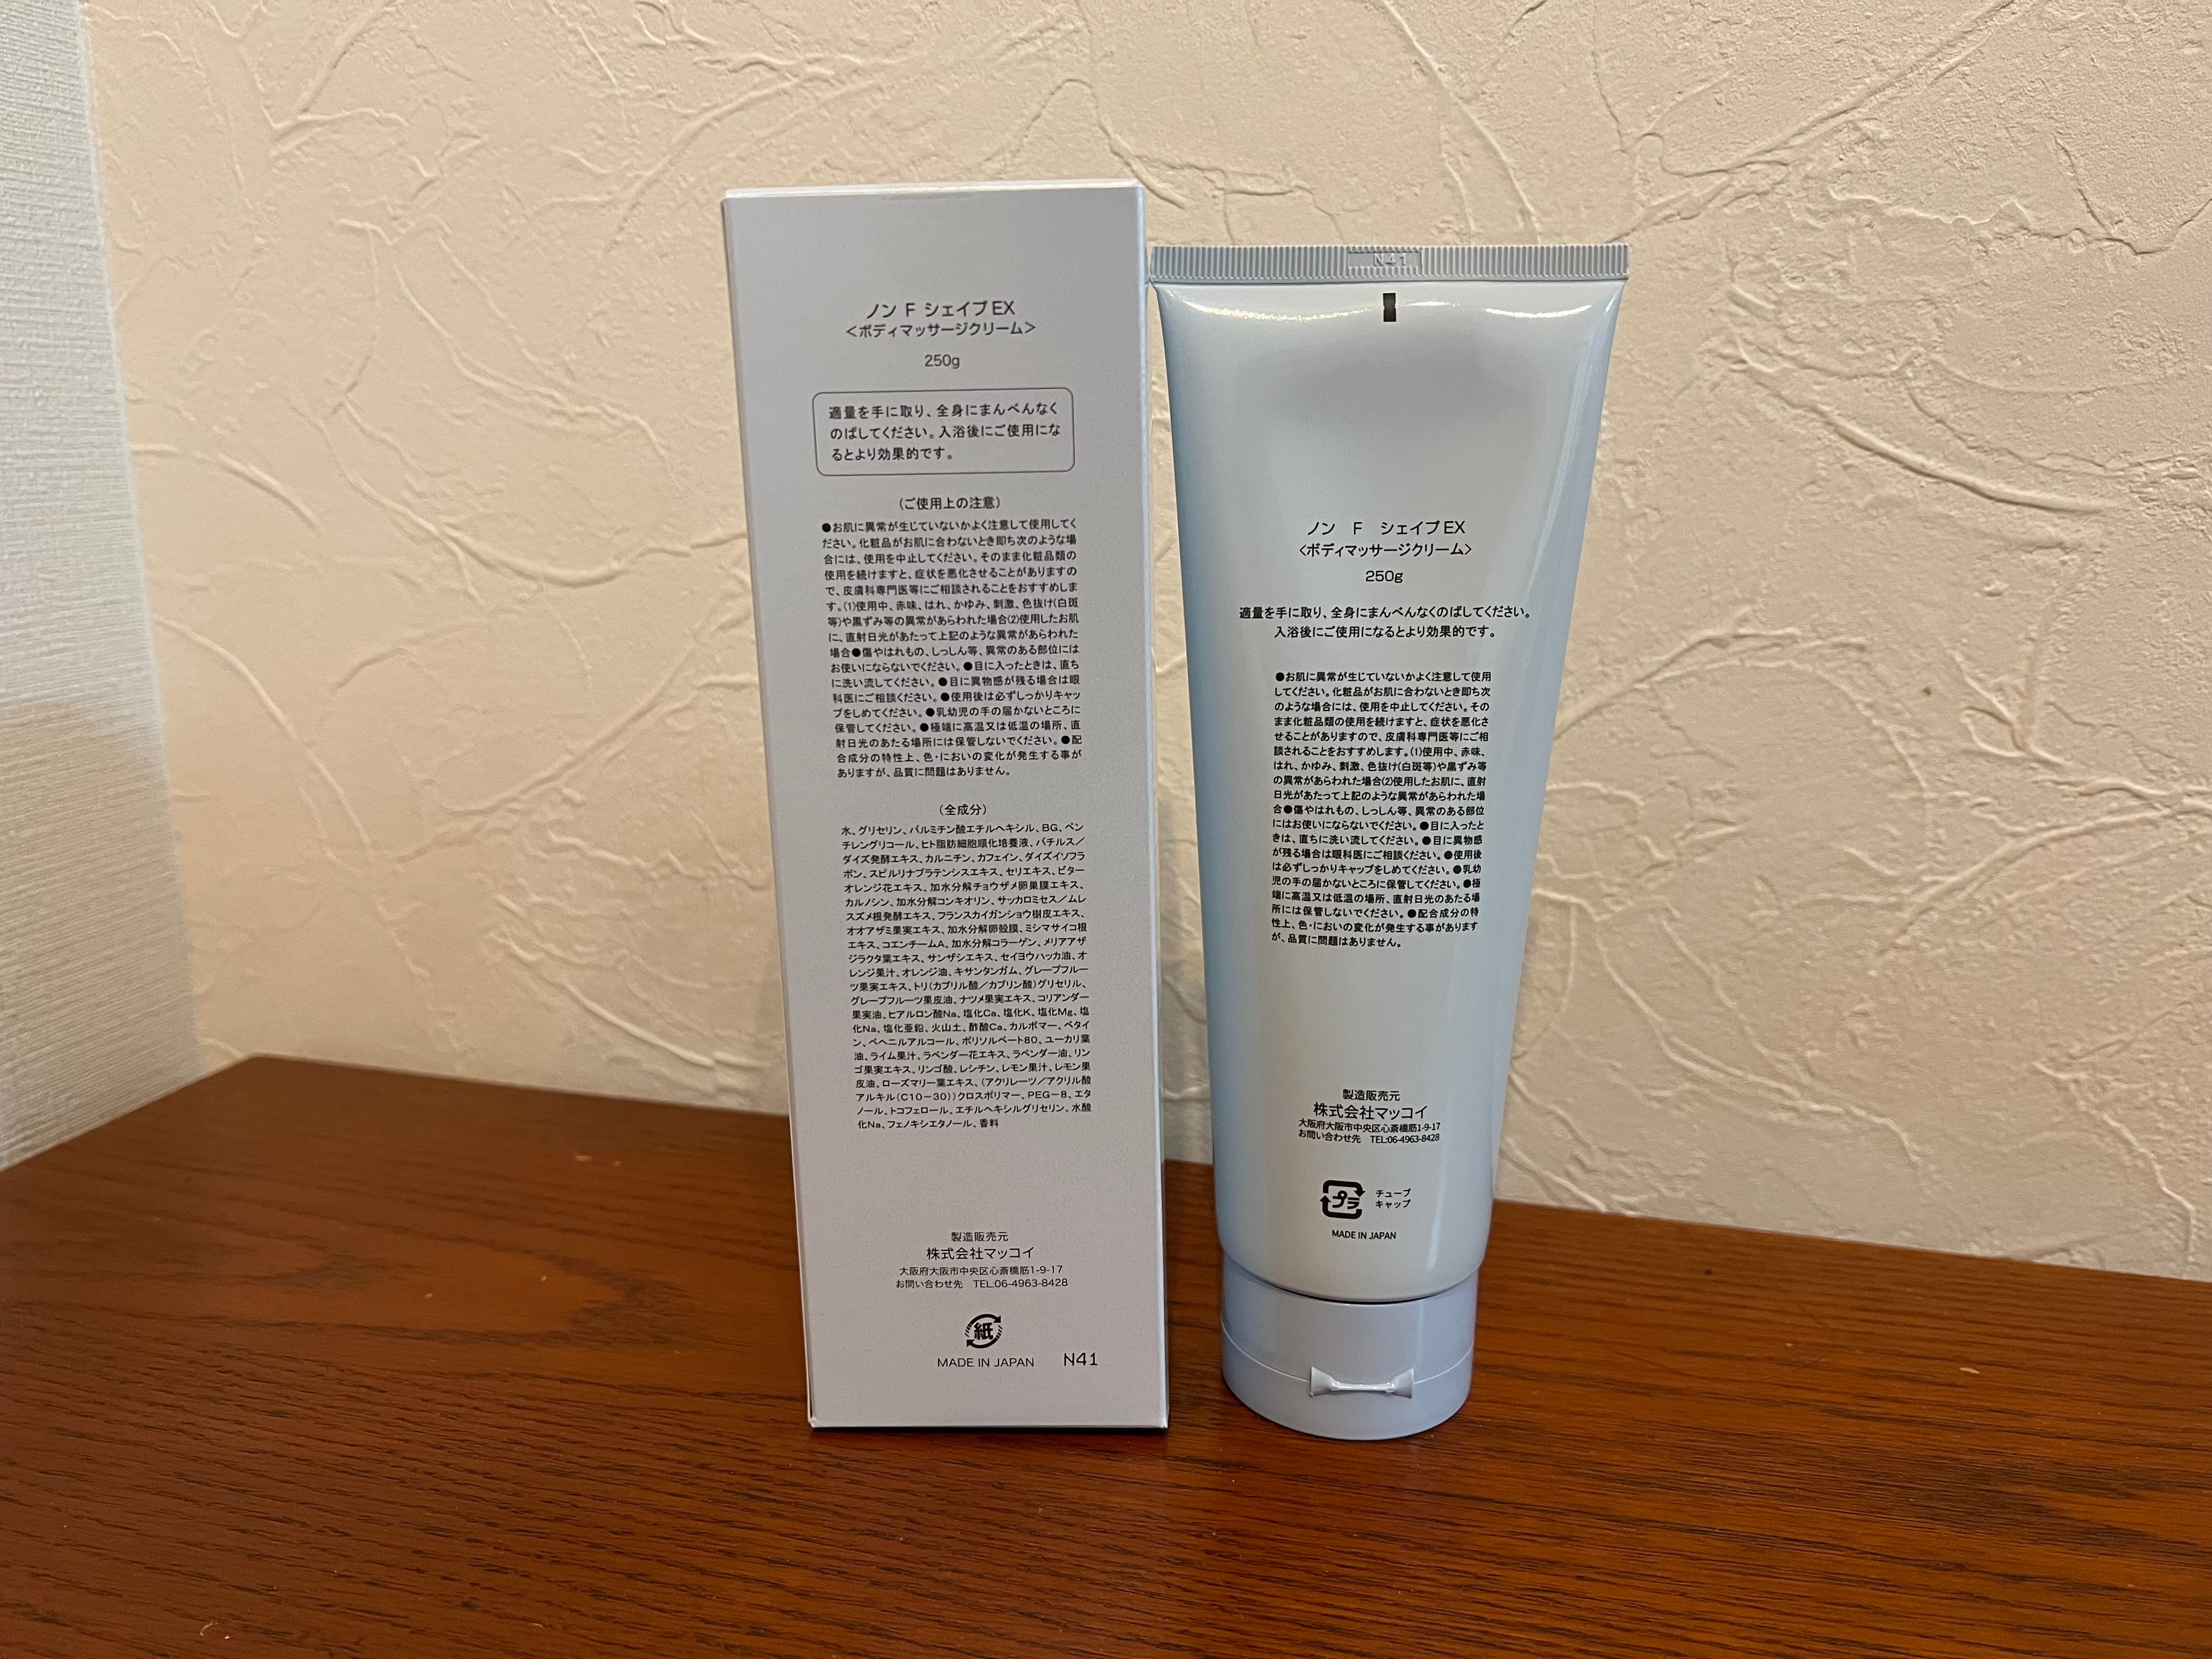 ノン F シェイプEX
<ボディマッサージクリーム>
250g
適量を手に取り、全身にまんべんなく
のばしてください。入浴後にご使用にな
るとより効果的です。
(ご使用上の注意)
●お肌に異常が生じていないかよく注意して使用してく
ださい。化粧品がお肌に合わないとき即ち次のような場
合には、使用を中止してください。そのまま化粧品類の
使用を続けますと、症状を悪化させることがありますの
で、皮膚科専門医等にご相談されることをおすすめしま
す。(1)使用中、赤味、はれ、かゆみ、刺激、色抜け(白斑
等)や黒ずみ等の異常があらわれた場合(2)使用したお肌
に、直射日光があたって上記のような異常があらわれた
場合●傷やはれもの、しっしん等、異常のある部位には
お使いにならないでください。●目に入ったときは、直ち
に洗い流してください。●目に異物感が残る場合は眼
科医にご相談ください。●使用後は必ずしっかりキャッ
プをしめてください。●乳幼児の手の届かないところに
保管してください。●極端に高温又は低温の場所、直
射日光のあたる場所には保管しないでください。●配
合成分の特性上、色・においの変化が発生する事が
ありますが、品質に問題はありません。
(全成分)
水、グリセリン、パルミチン酸エチルヘキシル、BG、ペン
チレングリコール、ヒト脂肪細胞順化培養液、バチルス/
ダイズ発酵エキス、カルニチン、カフェイン、ダイズイソフラ
ボン、スピルリナプラテンシスエキス、セリエキス、ビター
オレンジ花エキス、加水分解チョウザメ卵巣膜エキス、
カルノシン、加水分解コンキオリン、サッカロミセス/ムレ
スズメ根発酵エキス、フランスカイガンショウ樹皮エキス、
オオアザミ果実エキス、加水分解卵殻膜、ミシマサイコ根
エキス、コエンチームA、加水分解コラーゲン、メリアアザ
ジラクタ葉エキス、サンザシエキス、セイヨウハッカ油、オ
レンジ果汁、オレンジ油、キサンタンガム、グレープフルー
ツ果実エキス、トリ(カプリル酸/カプリン酸)グリセリル、
グレープフルーツ果皮油、ナツメ果実エキス、コリアンダー
果実油、ヒアルロン酸Na、塩化Ca、塩化K、塩化Mg、塩
化Na、塩化亜鉛、火山土、酢酸Ca、カルボマー、ベタイ
ン、ベヘニルアルコール、ポリソルベート80、ユーカリ葉
油、ライム果汁、ラベンダー花エキス、ラベンダー油、リン
ゴ果実エキス、リンゴ酸、レシチン、レモン果汁、レモン果
皮油、ローズマリー葉エキス、(アクリレーツ/アクリル酸
アルキル(C10-30))クロスポリマー、PEG-8、エタ
ノール、トコフェロール、エチルヘキシルグリセリン、水酸
化Na、フェノキシエタノール、香料
製造販売元
株式会社マッコイ
大阪府大阪市中央区心斎橋筋1-9-17
お問い合わせ先 TEL:06-4963-8428
紙
MADE IN JAPAN N41
N41
ノン F シェイプEX
<ボディマッサージクリーム>
250g
適量を手に取り、全身にまんべんなくのばしてください。
入浴後にご使用になるとより効果的です。
●お肌に異常が生じていないかよく注意して使用
してください。化粧品がお肌に合わないとき即ち次
のような場合には、使用を中止してください。その
まま化粧品類の使用を続けますと、症状を悪化さ
せることがありますので、皮膚科専門医等にご相
談されることをおすすめします。(1)使用中、赤味、
はれ、かゆみ、刺激、色抜け(白斑等)や黒ずみ等
の異常があらわれた場合(2)使用したお肌に、直射
日光があたって上記のような異常があらわれた場
合●傷やはれもの、しっしん等、異常のある部位
にはお使いにならないでください。●目に入ったと
きは、直ちに洗い流してください。●目に異物感
が残る場合は眼科医にご相談ください。●使用後
は必ずしっかりキャップをしめてください。●乳幼
児の手の届かないところに保管してください。●極
端に高温又は低温の場所、直射日光のあたる場
所には保管しないでください。●配合成分の特
性上、色・においの変化が発生する事があります
が、品質に問題はありません。
製造販売元
株式会社マッコイ
大阪府大阪市中央区心斎橋筋1-9-17
お問い合わせ先 TEL:06-4963-8428
プラ チューブ
キャップ
MADE IN JAPAN